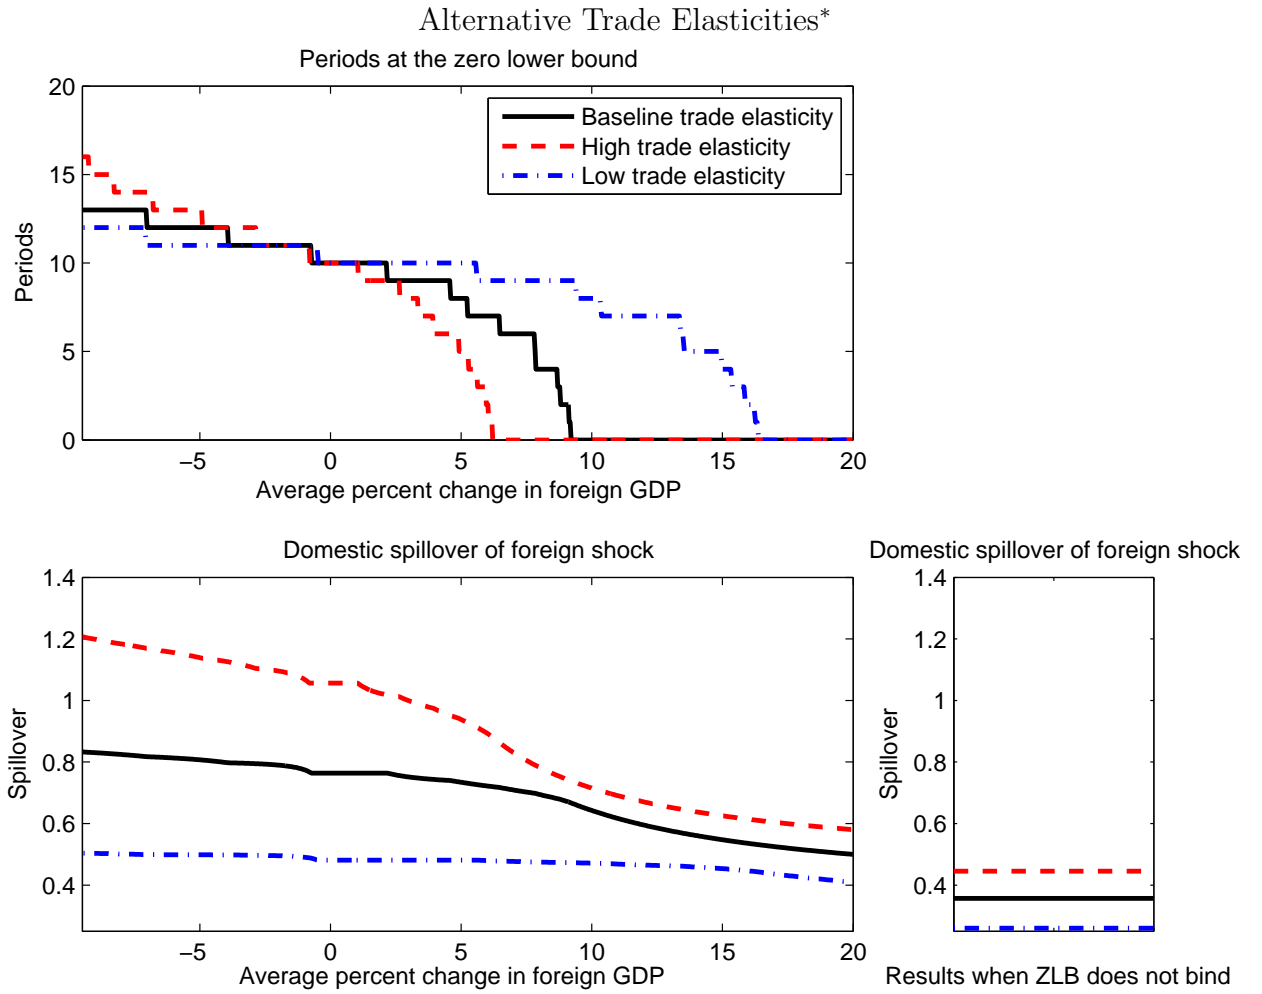 Alternative Trade Elasticities*
Periods at the zero lower bound
20
15
10
5
0
Periods
Baseline trade elasticity
High trade elasticity
Low trade elasticity
−5 0 5 10 15 20
Average percent change in foreign GDP
Domestic spillover of foreign shock
1.4
1.2
1
0.8
0.6
0.4
Spillover
−5 0 5 10 15 20
Average percent change in foreign GDP
Domestic spillover of foreign shock
1.4
1.2
1
0.8
0.6
0.4
Spillover
Results when ZLB does not bind